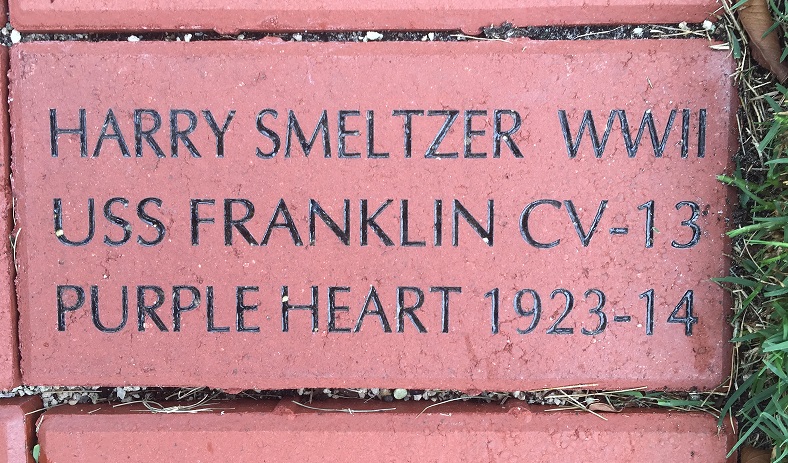 HARRY SMELTZER WWII
USS FRANKLIN CV-13
PURPLE HEART 1923-14